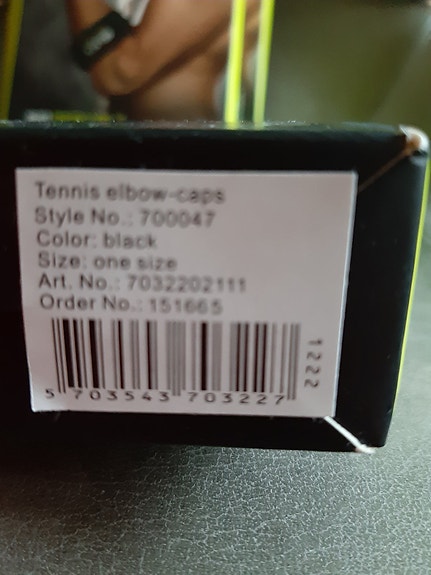 Tennis elbow-caps
Style No.: 700047
Color: black
Size: one size
Art. No.: 7032202111
Order No.: 151665
5 703543 703227
1222